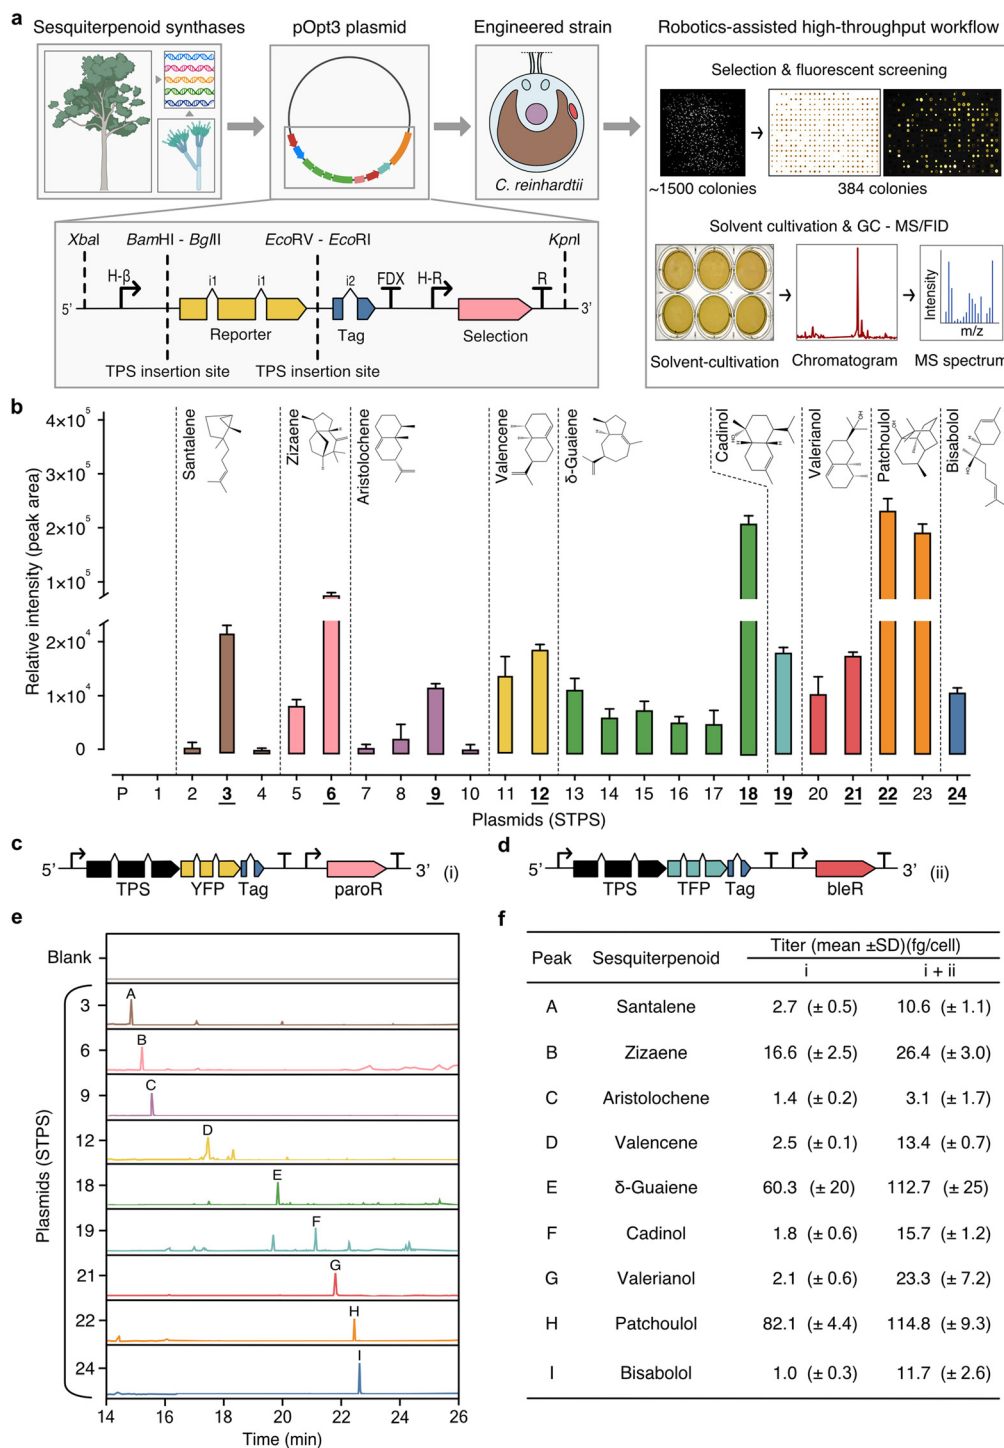 a
Sesquiterpenoid synthases
pOpt3 plasmid
Engineered strain
Robotics-assisted high-throughput workflow
Selection & fluorescent screening
C. reinhardtii
~1500 colonies
384 colonies
XbaI
BamHI - BglII
EcoRV - EcoRI
KpnI
5'
H-β
i1
i1
i2
FDX
H-R
R
3'
Reporter
Tag
Selection
TPS insertion site
TPS insertion site
Solvent cultivation & GC - MS/FID
Intensity
m/z
Solvent-cultivation
Chromatogram
MS spectrum
b
Relative intensity (peak area)
4×10⁵
3×10⁵
2×10⁵
1×10⁵
2×10⁴
1×10⁴
0
Santalene
Zizaene
Aristolochene
Valencene
δ-Guaiene
Cadinol
Valerianol
Patchoulol
Bisabolol
P 1 2 3 4 5 6 7 8 9 10 11 12 13 14 15 16 17 18 19 20 21 22 23 24
Plasmids (STPS)
c
5'
TPS
YFP
Tag
paroR
3'
(i)
d
5'
TPS
TFP
Tag
bleR
3'
(ii)
e
Plasmids (STPS)
Blank
3
A
6
B
9
C
12
D
18
E
19
F
21
G
22
H
24
I
14 16 18 20 22 24 26
Time (min)
f
Peak Sesquiterpenoid Titer (mean ±SD)(fg/cell)
i i + ii
A Santalene 2.7 (± 0.5) 10.6 (± 1.1)
B Zizaene 16.6 (± 2.5) 26.4 (± 3.0)
C Aristolochene 1.4 (± 0.2) 3.1 (± 1.7)
D Valencene 2.5 (± 0.1) 13.4 (± 0.7)
E δ-Guaiene 60.3 (± 20) 112.7 (± 25)
F Cadinol 1.8 (± 0.6) 15.7 (± 1.2)
G Valerianol 2.1 (± 0.6) 23.3 (± 7.2)
H Patchoulol 82.1 (± 4.4) 114.8 (± 9.3)
I Bisabolol 1.0 (± 0.3) 11.7 (± 2.6)